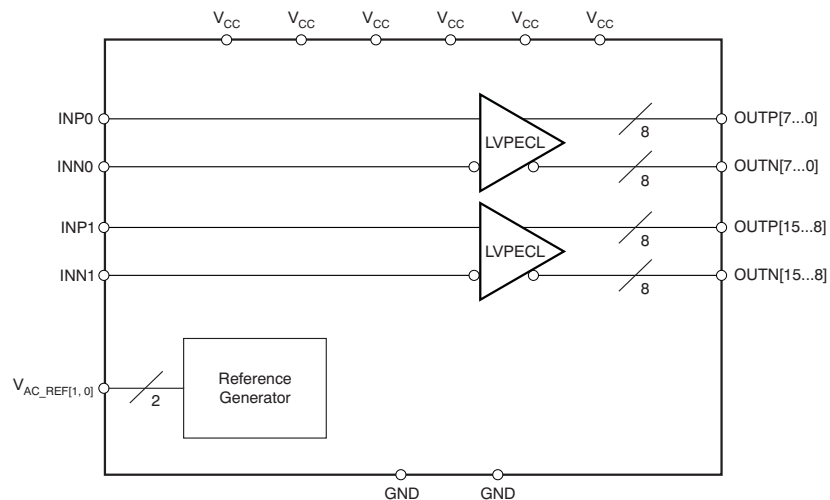 VCC VCC VCC VCC VCC VCC
INP0
LVPECL
8
OUTP[7...0]
INN0
8
OUTN[7...0]
INP1
LVPECL
8
OUTP[15...8]
INN1
8
OUTN[15...8]
VAC_REF[1, 0]
2
Reference
Generator
GND GND